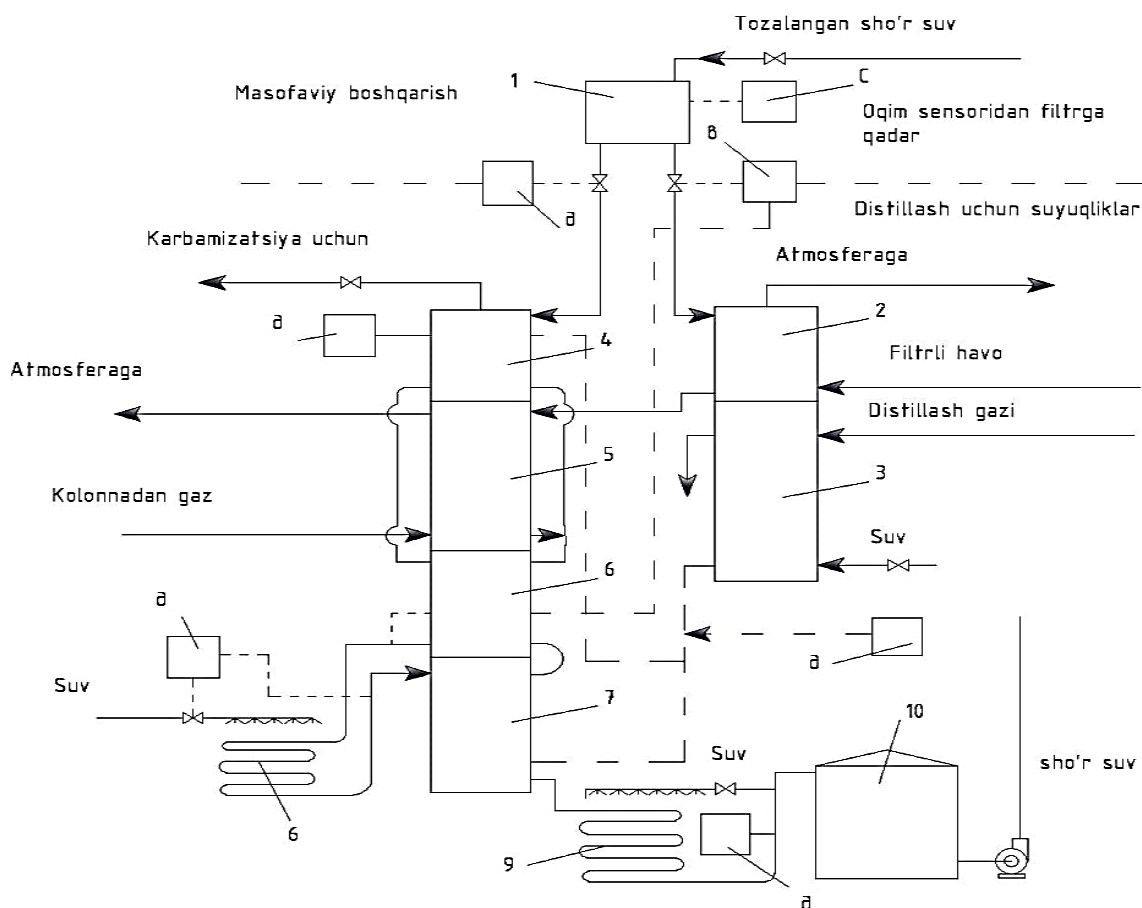 Tozalangan sho'r suv
1
C
Masofaviy boshqarish
Oqim sensoridan filtrga
qadar
в
a
Distillash uchun suyuqliklar
Karbamizatsiya uchun
Atmosferaga
a
2
4
Filtrli havo
Atmosferaga
Distillash gazi
5
3
Kolonnadan gaz
Suv
6
a
a
Suv
7
10
Suv
sho'r suv
6
9
a